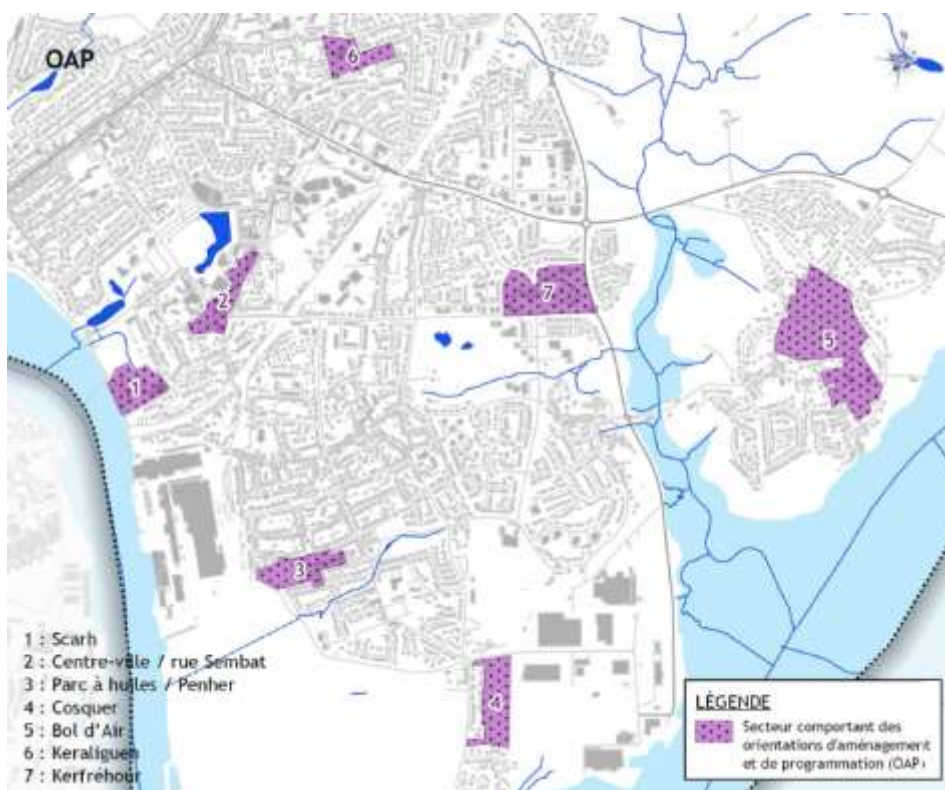 OAP
6
2
7
5
1
3
4
1 : Scarh
2 : Centre-ville / rue Sembat
3 : Parc à huiles / Penher
4 : Cosquer
5 : Bol d'Air
6 : Keraliguen
7 : Kerfréhour
LÉGENDE
Secteur comportant des
orientations d'aménagement
et de programmation (OAP)